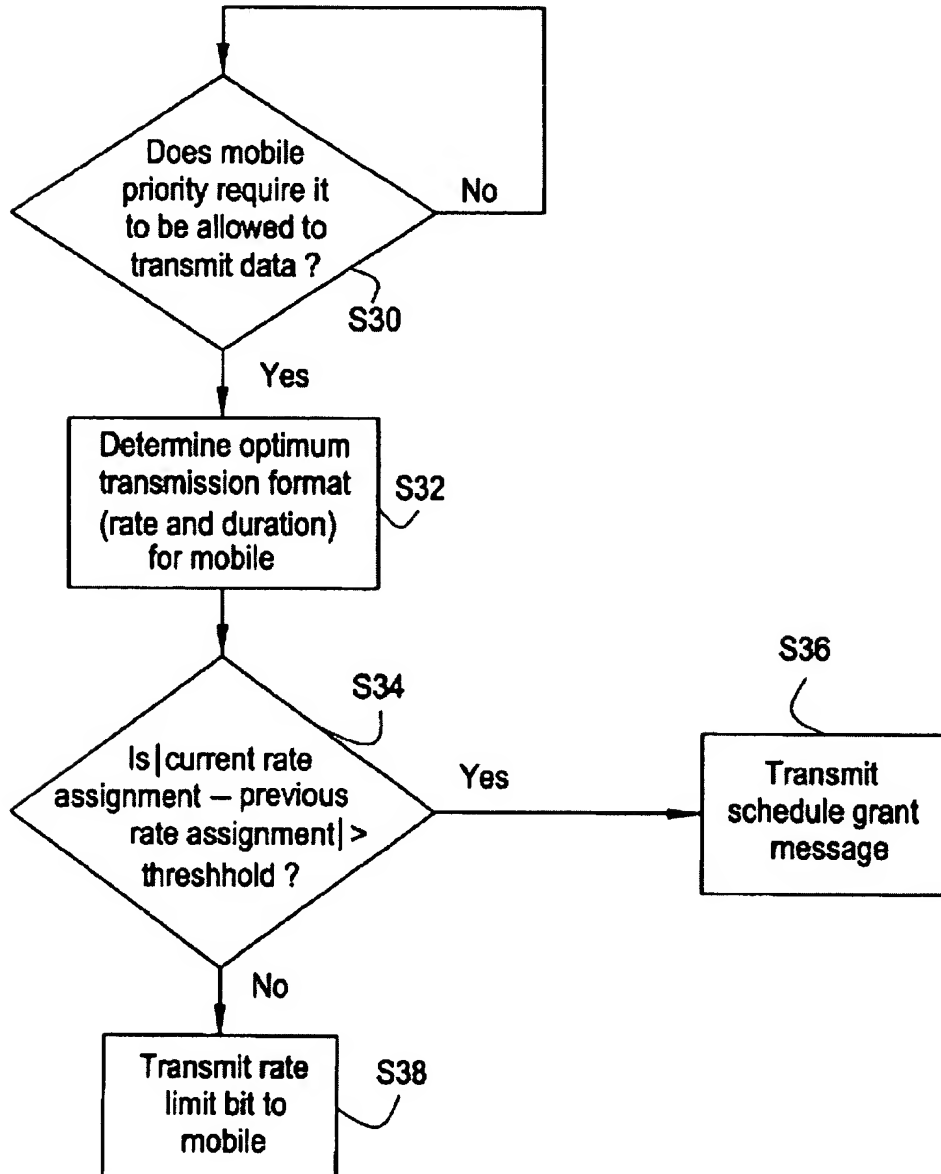 Does mobile
priority require it
to be allowed to
transmit data ?
No
S30
Yes
Determine optimum
transmission format
(rate and duration)
for mobile
S32
S34
Is|current rate
assignment – previous
rate assignment| >
threshhold ?
Yes
S36
Transmit
schedule grant
message
No
Transmit rate
limit bit to
mobile
S38